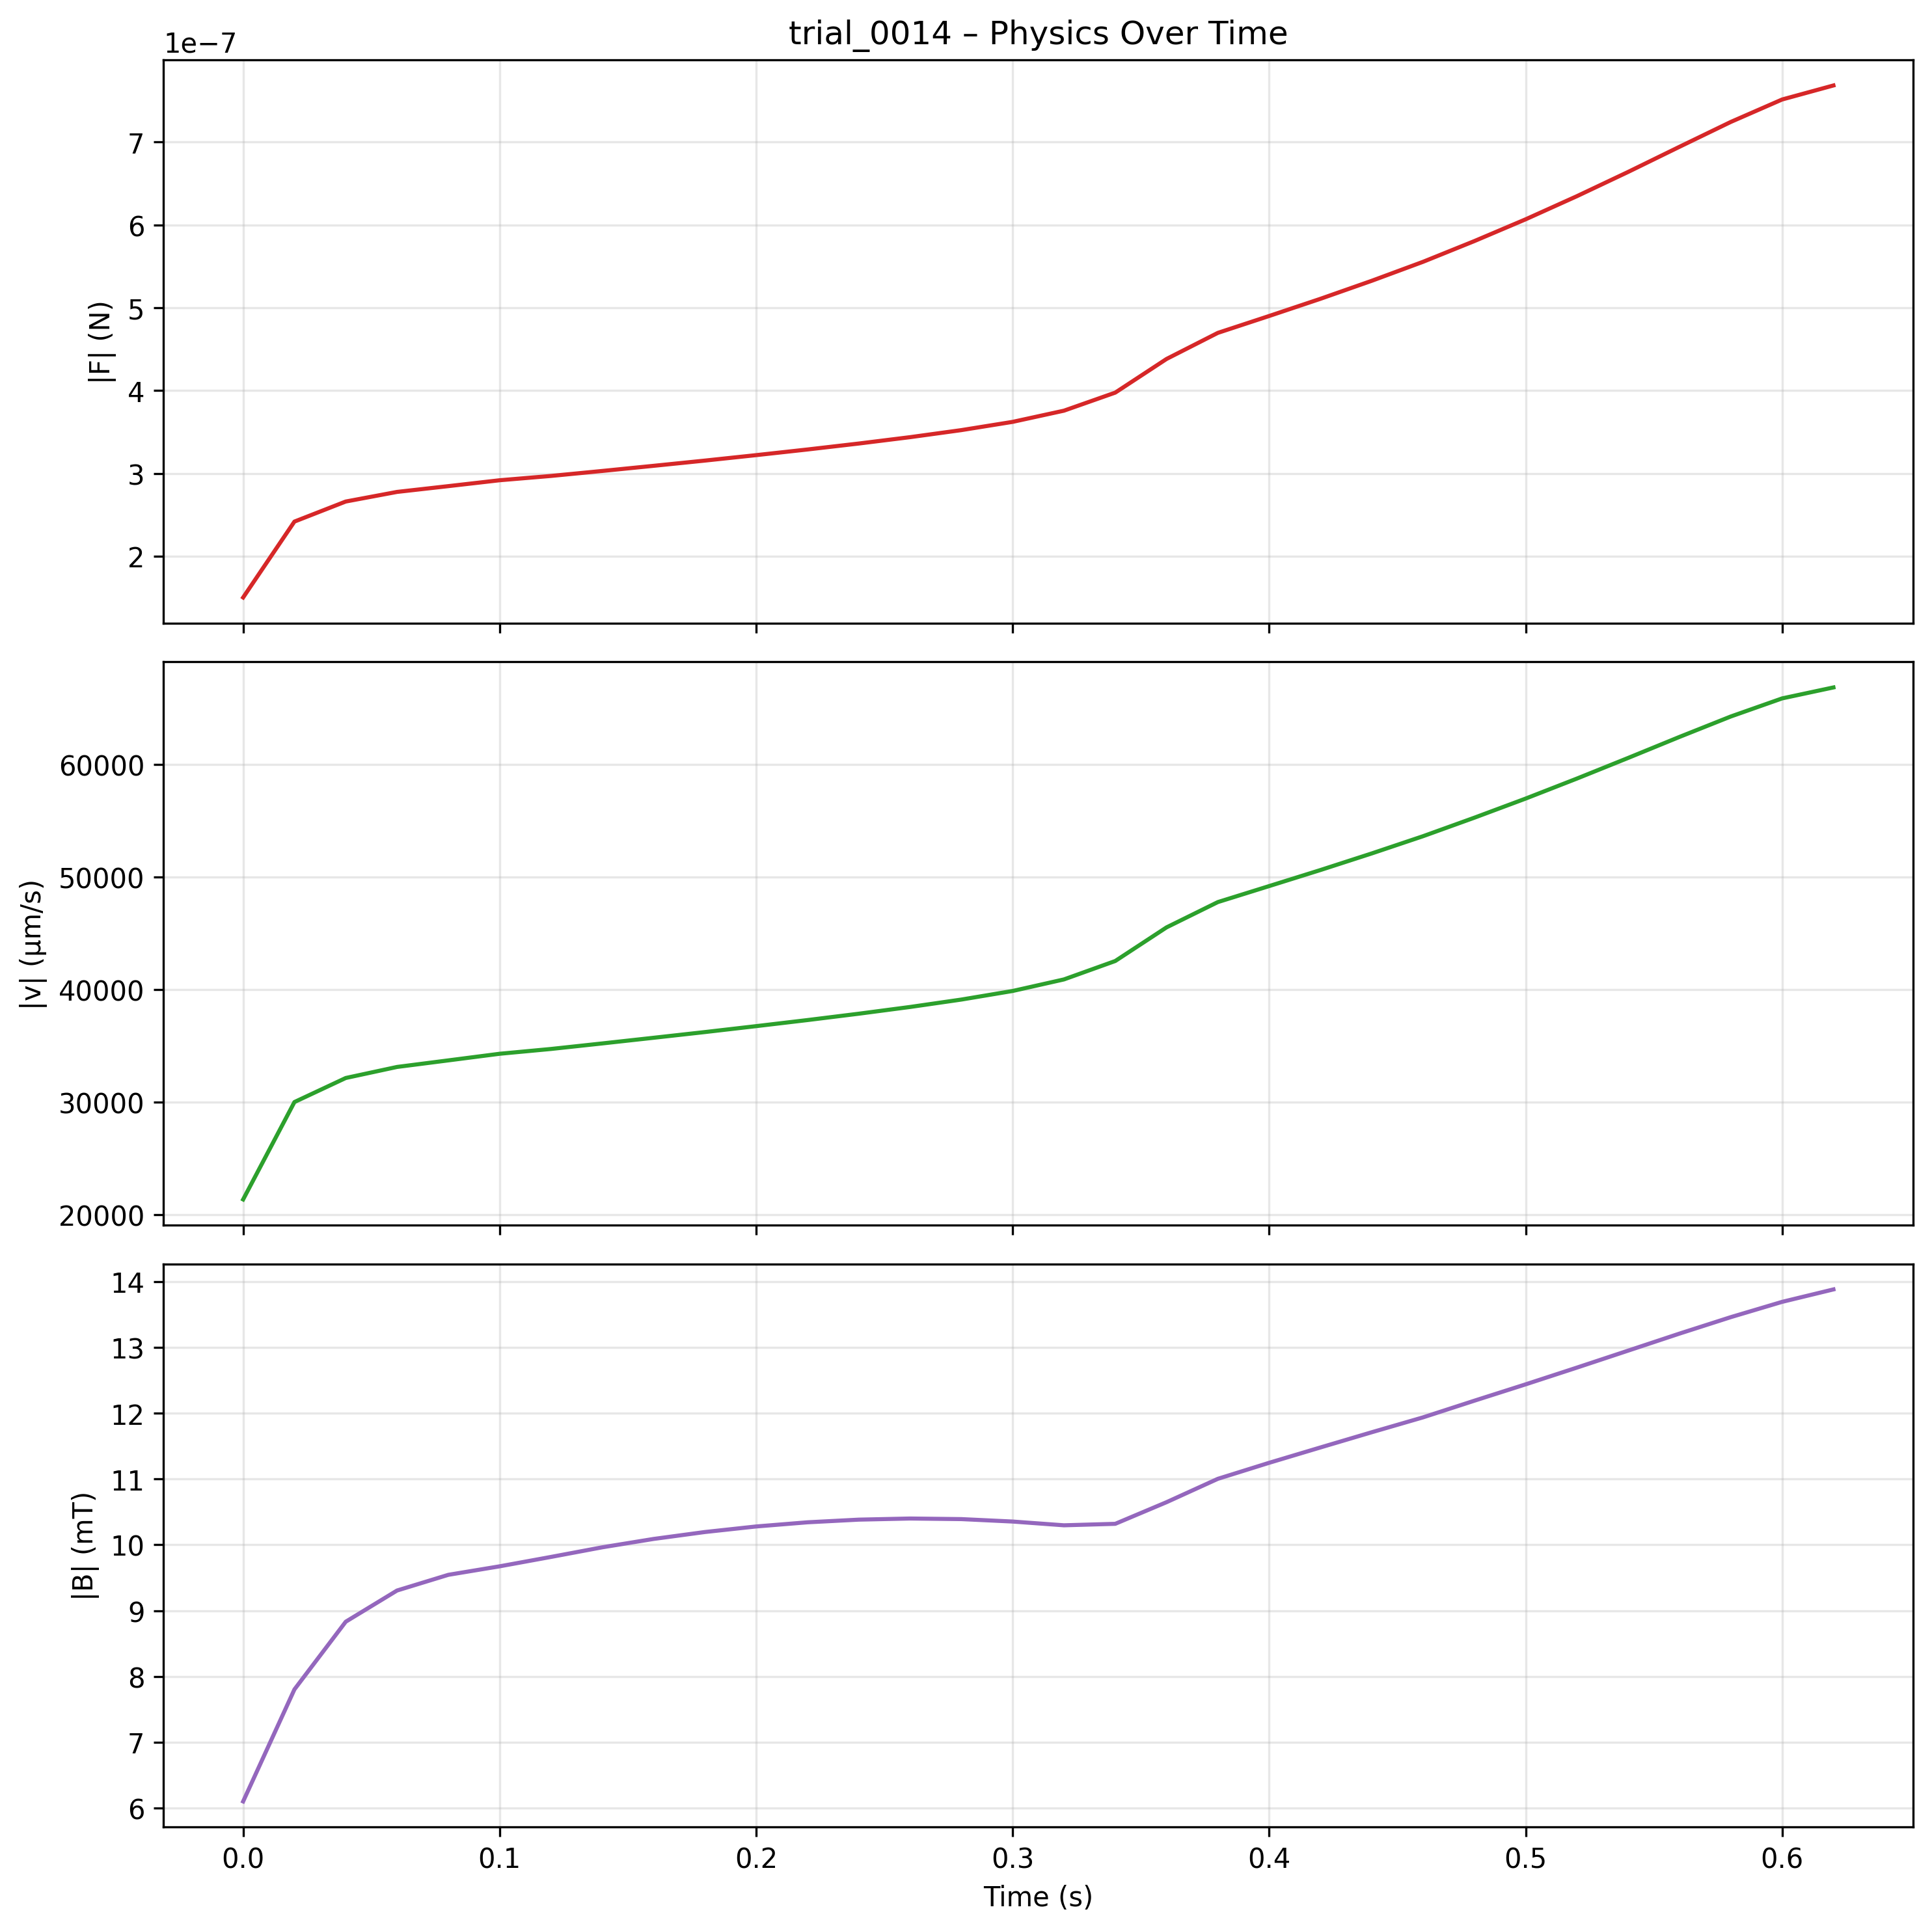 trial_0014 – Physics Over Time
1e−7
7
6
5
4
3
2
|F| (N)
60000
50000
40000
30000
20000
|v| (µm/s)
14
13
12
11
10
9
8
7
6
|B| (mT)
0.0 0.1 0.2 0.3 0.4 0.5 0.6
Time (s)